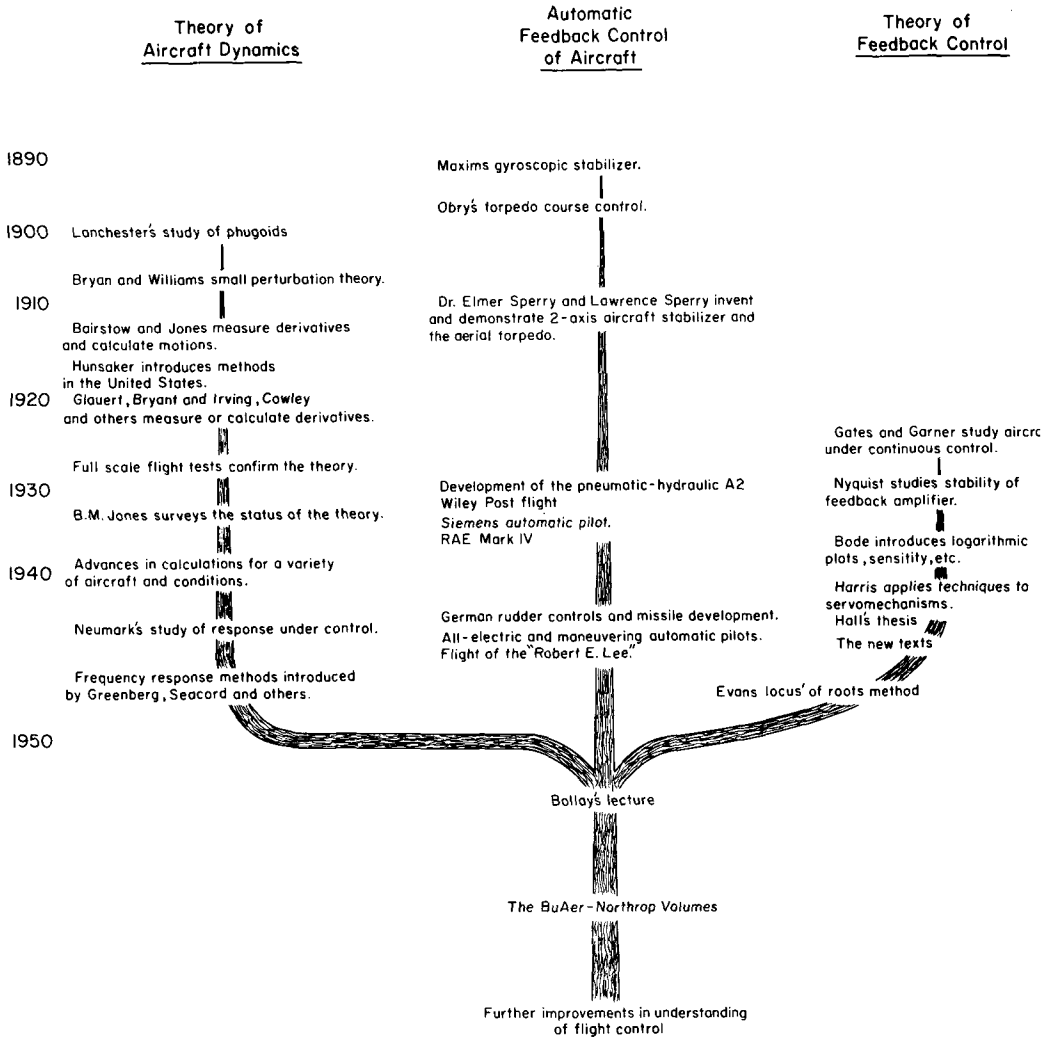 Theory of
Aircraft Dynamics
Automatic
Feedback Control
of Aircraft
Theory of
Feedback Control
1890
Maxims gyroscopic stabilizer.
Obry's torpedo course control.
1900
Lanchester's study of phugoids
Bryan and Williams small perturbation theory.
1910
Dr. Elmer Sperry and Lawrence Sperry invent
and demonstrate 2-axis aircraft stabilizer and
the aerial torpedo.
Bairstow and Jones measure derivatives
and calculate motions.
Hunsaker introduces methods
in the United States.
1920
Glauert, Bryant and Irving, Cowley
and others measure or calculate derivatives.
Gates and Garner study aircrc
under continuous control.
Full scale flight tests confirm the theory.
1930
Development of the pneumatic-hydraulic A2
Wiley Post flight
Siemens automatic pilot.
RAE Mark IV
Nyquist studies stability of
feedback amplifier.
B.M. Jones surveys the status of the theory.
Bode introduces logarithmic
plots, sensitity, etc.
1940
Advances in calculations for a variety
of aircraft and conditions.
Harris applies techniques to
servomechanisms.
Hall's thesis
German rudder controls and missile development.
All-electric and maneuvering automatic pilots.
Flight of the "Robert E. Lee."
Neumark's study of response under control.
The new texts
Frequency response methods introduced
by Greenberg, Seacord and others.
Evans locus' of roots method
1950
Bollay's lecture
The BuAer-Northrop Volumes
Further improvements in understanding
of flight control